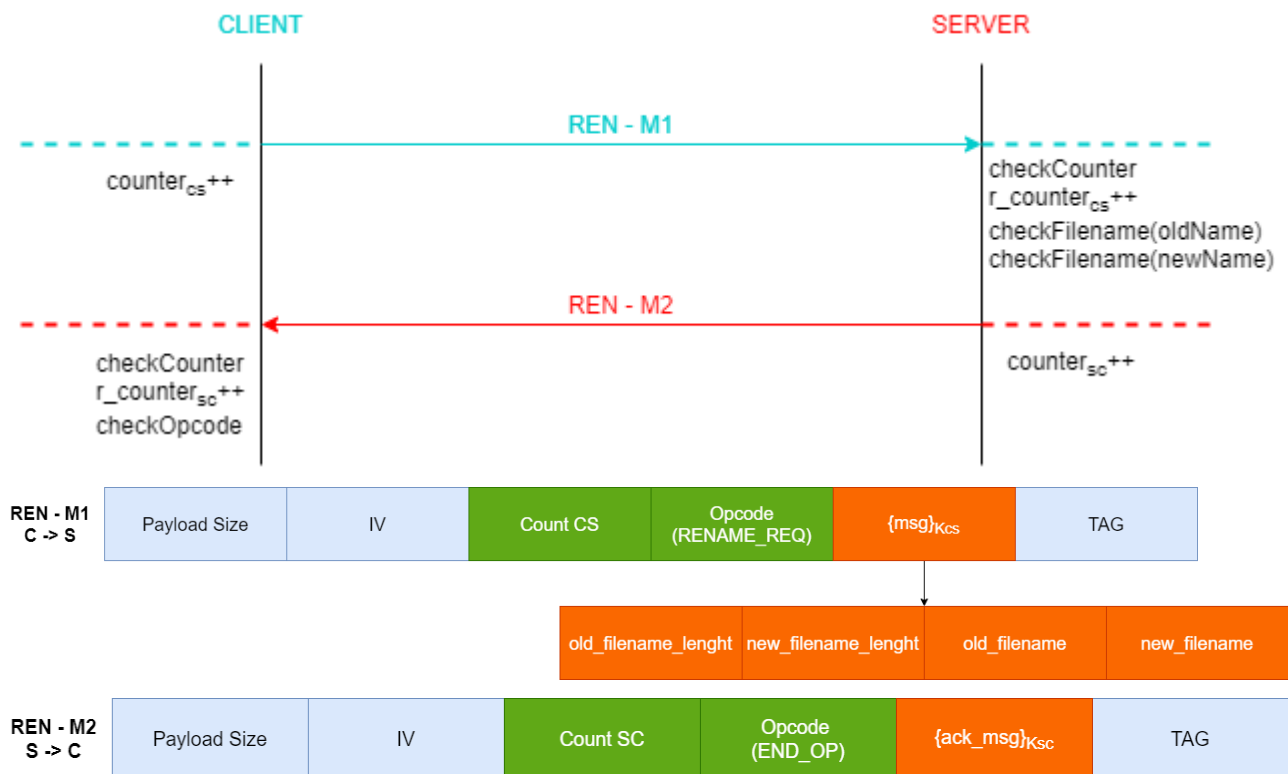 CLIENT
SERVER
REN - M1
counter_cs++
checkCounter
r_counter_cs++
checkFilename(oldName)
checkFilename(newName)
REN - M2
checkCounter
r_counter_sc++
checkOpcode
counter_sc++
REN - M1
C -> S
Payload Size
IV
Count CS
Opcode
(RENAME_REQ)
{msg}Kcs
TAG
old_filename_lenght
new_filename_lenght
old_filename
new_filename
REN - M2
S -> C
Payload Size
IV
Count SC
Opcode
(END_OP)
{ack_msg}Ksc
TAG